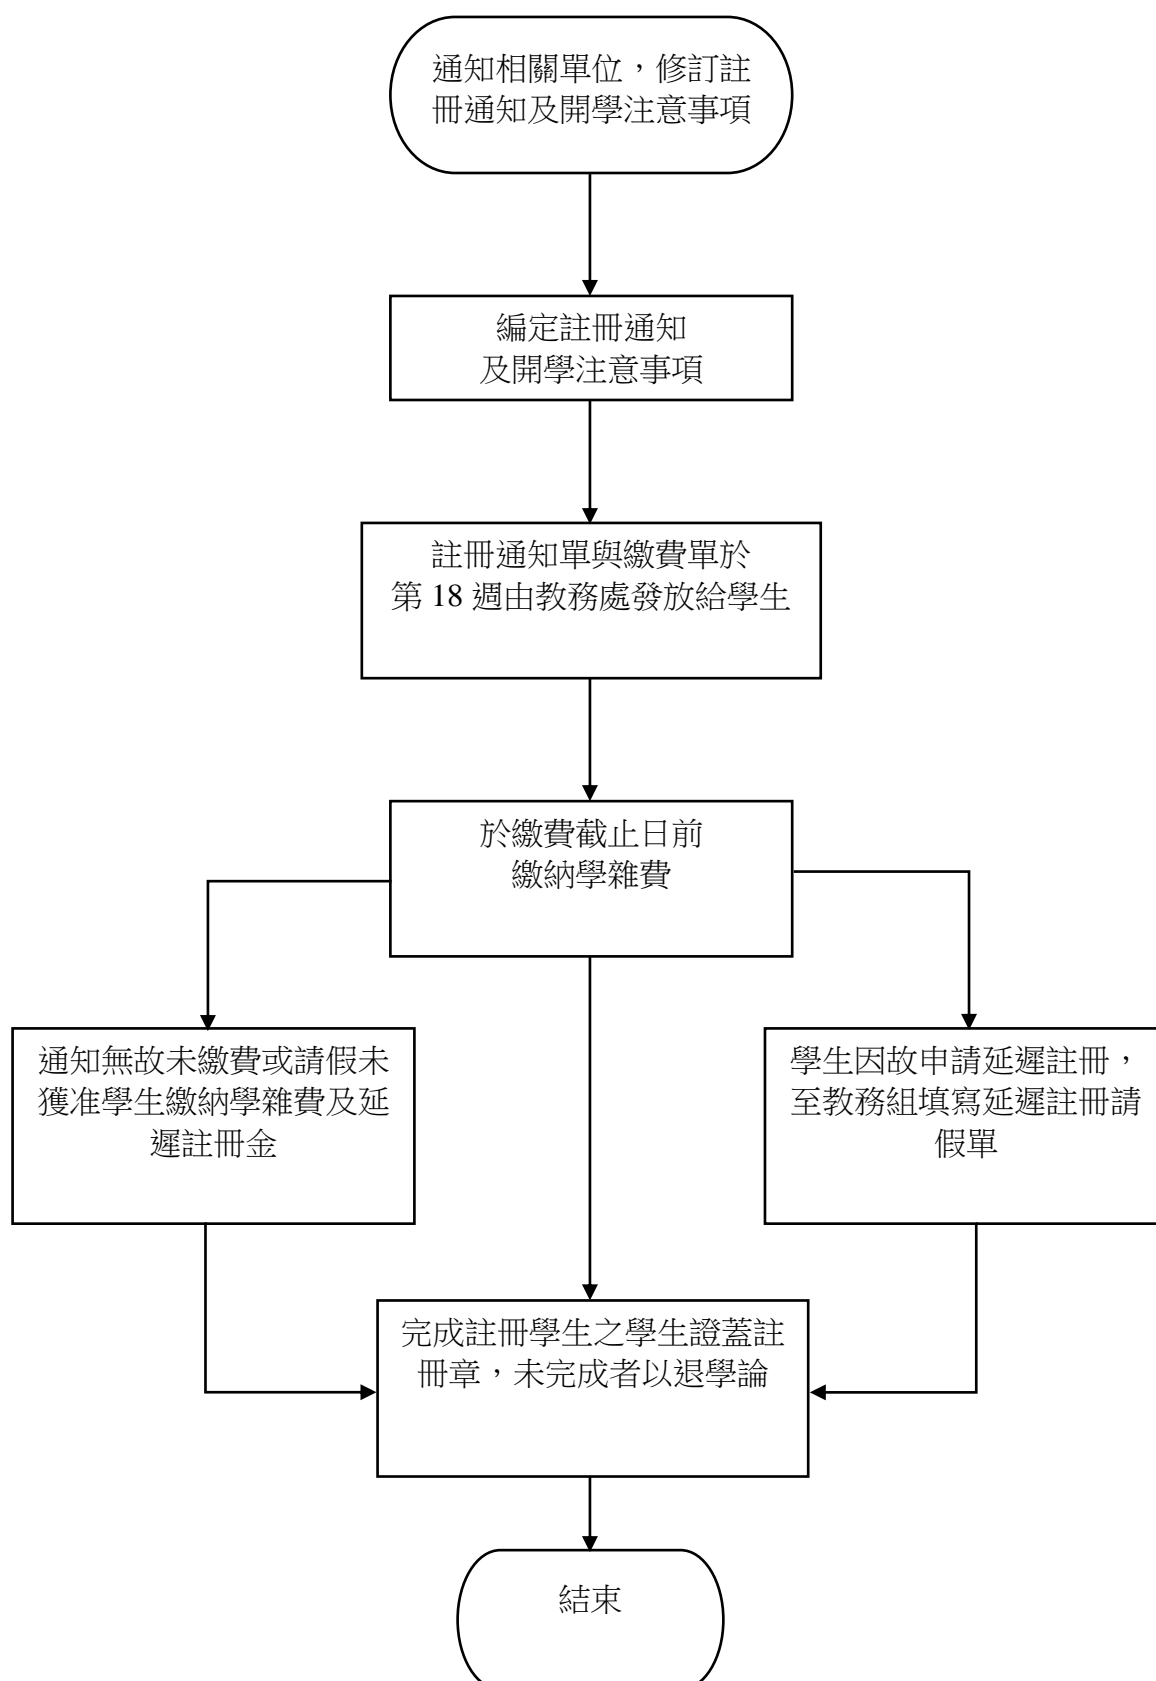 通知相關單位，修訂註
冊通知及開學注意事項
編定註冊通知
及開學注意事項
註冊通知單與繳費單於
第 18 週由教務處發放給學生
於繳費截止日前
繳納學雜費
通知無故未繳費或請假未
獲准學生繳納學雜費及延
遲註冊金
學生因故申請延遲註冊，
至教務組填寫延遲註冊請
假單
完成註冊學生之學生證蓋註
冊章，未完成者以退學論
結束